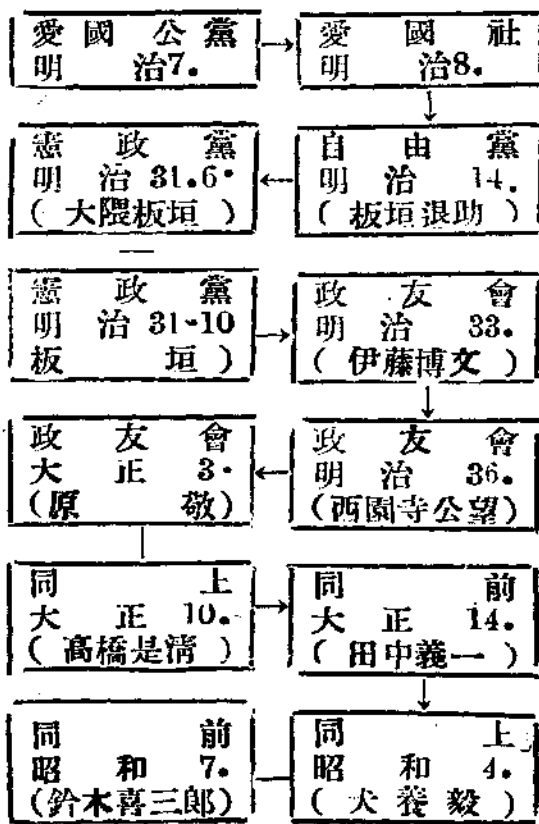 愛國公黨
明治7.
愛國社
明治8.
自由黨
明治14.
(板垣退助)
憲政黨
明治31.6.
(大隈板垣)
憲政黨
明治31-10
板垣)
政友會
明治33.
(伊藤博文)
政友會
明治36.
(西園寺公望)
政友會
大正3.
(原敬)
同上
大正10.
(高橋是清)
同前
大正14.
(田中義一)
同上
昭和4.
(犬養毅)
同前
昭和7.
(鈴木喜三郎)